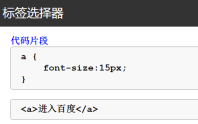 标签选择器
代码片段
a {
    font-size:15px;
}
<a>进入百度</a>